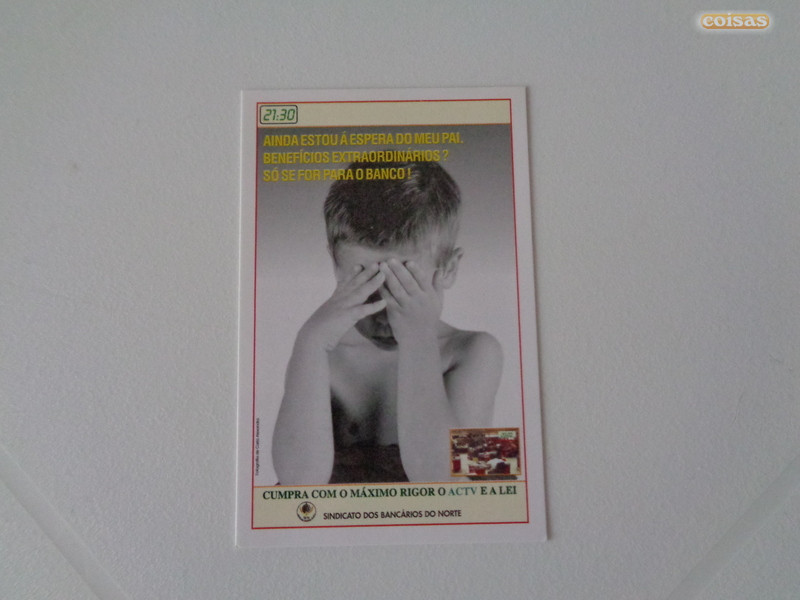 coisas
21:30
AINDA ESTOU Á ESPERA DO MEU PAI.
BENEFÍCIOS EXTRAORDINÁRIOS ?
SÓ SE FOR PARA O BANCO !
CUMPRA COM O MÁXIMO RIGOR O ACTV E A LEI
SINDICATO DOS BANCÁRIOS DO NORTE